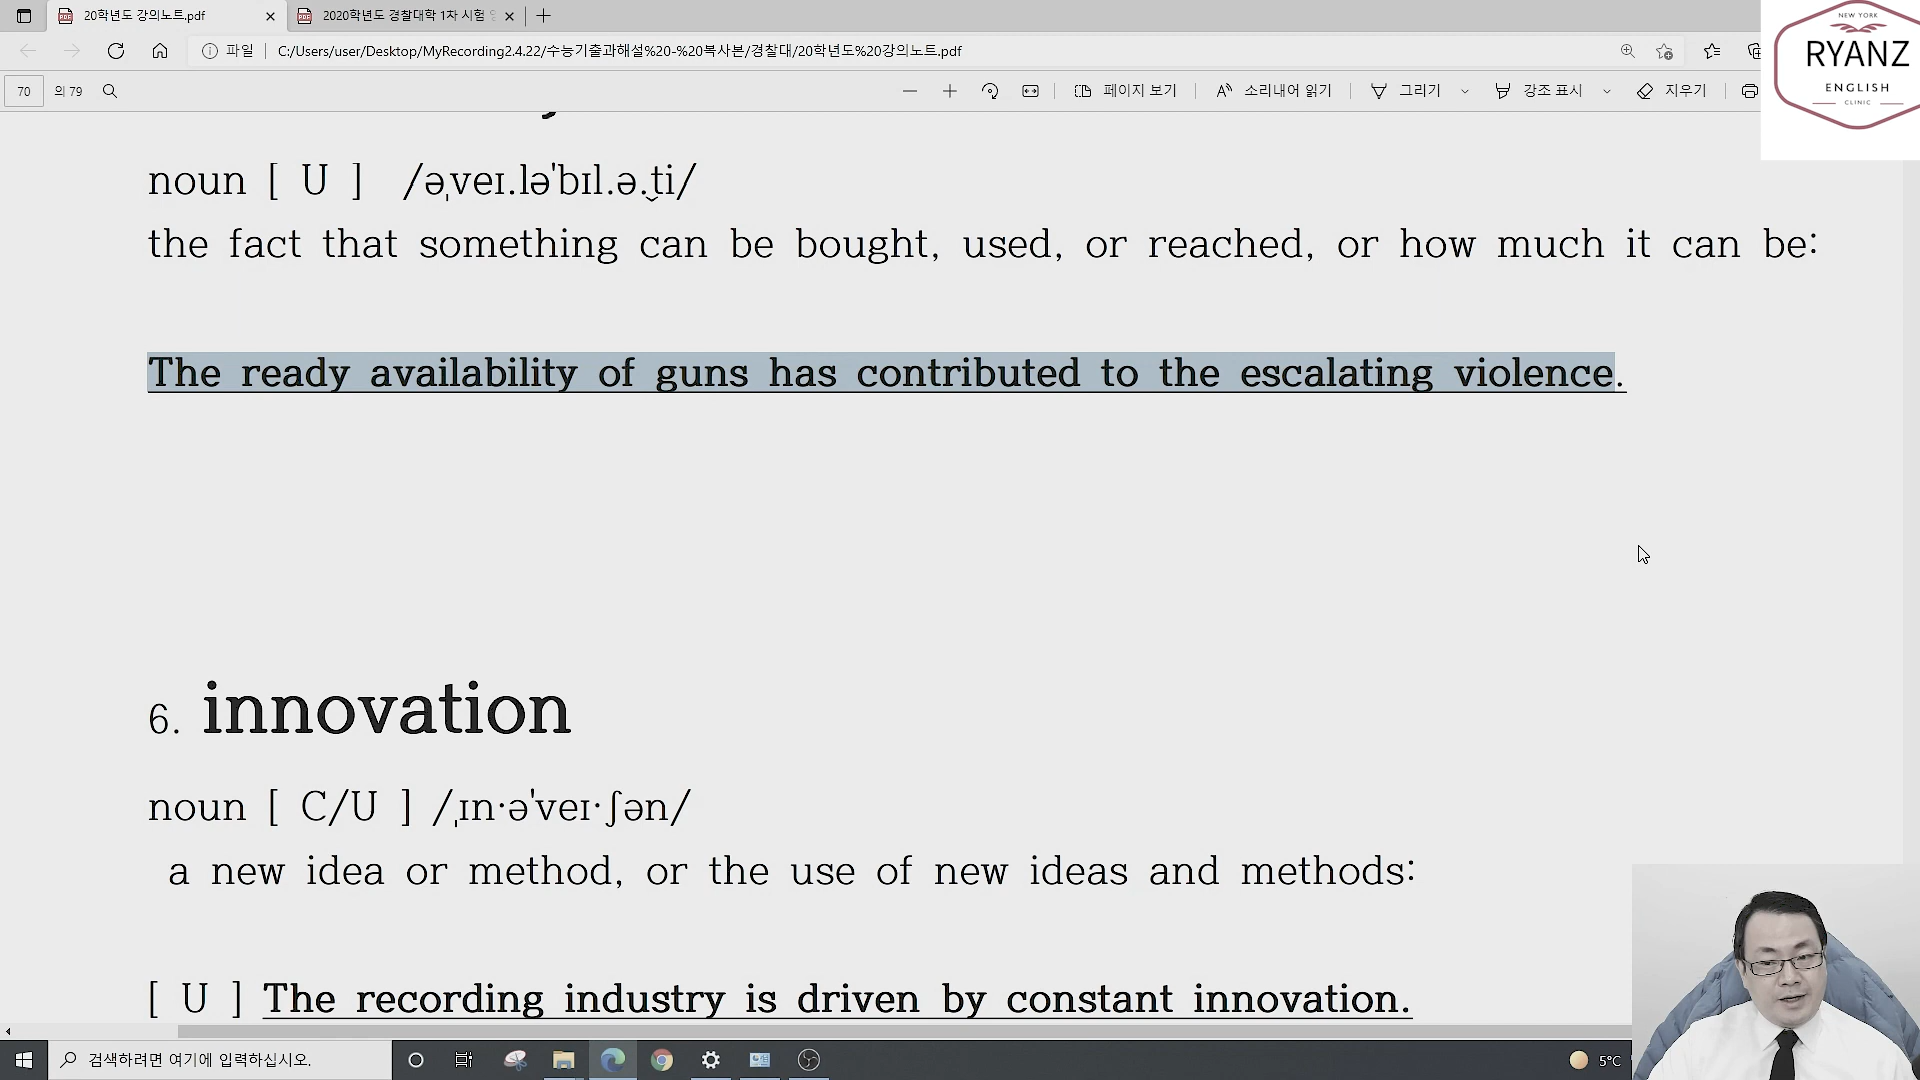 20학년도 강의노트.pdf
2020학년도 경찰대학 1차 시험
파일
C:/Users/user/Desktop/MyRecording2.4.22/수능기출과해설%20-%20복사본/경찰대/20학년도%20강의노트.pdf
70 의 79
페이지 보기
소리내어 읽기
그리기
강조 표시
지우기
NEW YORK
RYANZ
ENGLISH
CLINIC
noun [ U ] /əˌveɪ.ləˈbɪl.ə.t̬i/
the fact that something can be bought, used, or reached, or how much it can be:
The ready availability of guns has contributed to the escalating violence.
6. innovation
noun [ C/U ] /ˌɪn·əˈveɪ·ʃən/
a new idea or method, or the use of new ideas and methods:
[ U ] The recording industry is driven by constant innovation.
검색하려면 여기에 입력하십시오.
5°C